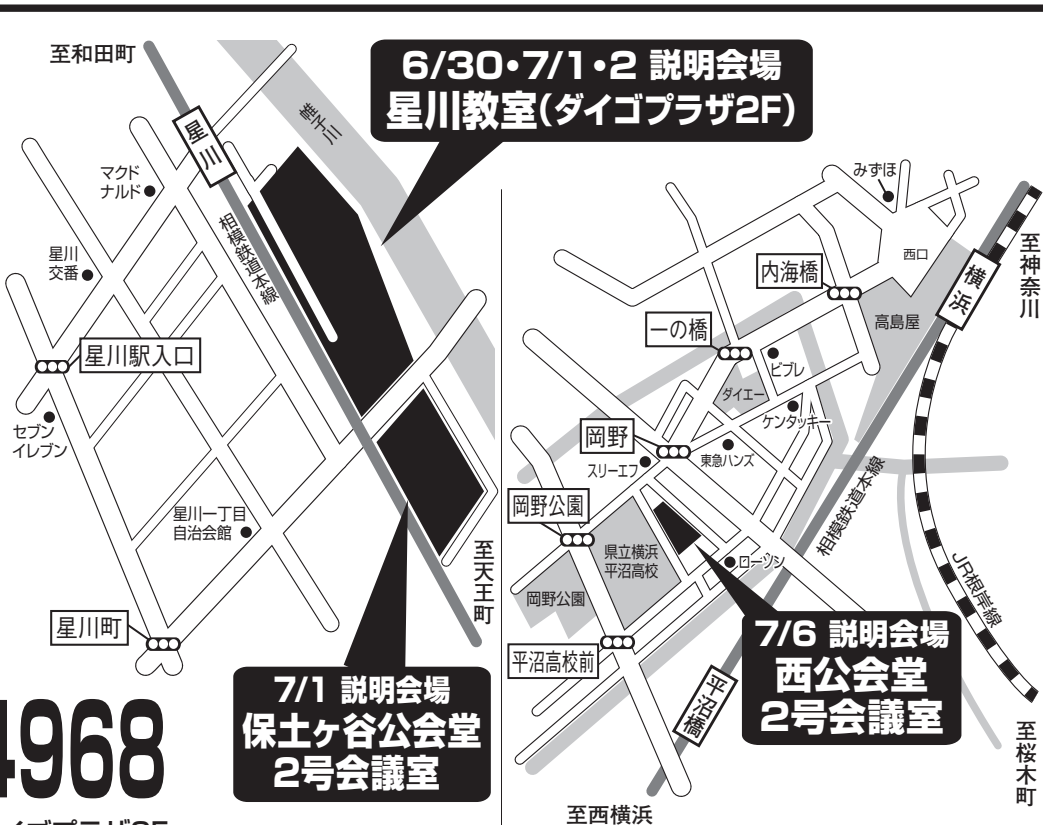 至和田町
6/30・7/1・2 説明会場
星川教室(ダイゴプラザ2F)
星川
帷子川
マクド
ナルド
相模鉄道本線
星川
交番
星川駅入口
セブン
イレブン
星川一丁目
自治会館
至天王町
星川町
7/1 説明会場
保土ヶ谷公会堂
2号会議室
4968
イゴプラザ2F
みずほ
西口
至神奈川
横浜
内海橋
高島屋
一の橋
ビブレ
ダイエー
ケンタッキー
岡野
東急ハンズ
スリーエフ
相模鉄道本線
岡野公園
県立横浜
平沼高校
ローソン
JR根岸線
岡野公園
平沼高校前
7/6 説明会場
西公会堂
2号会議室
平沼橋
至桜木町
至西横浜